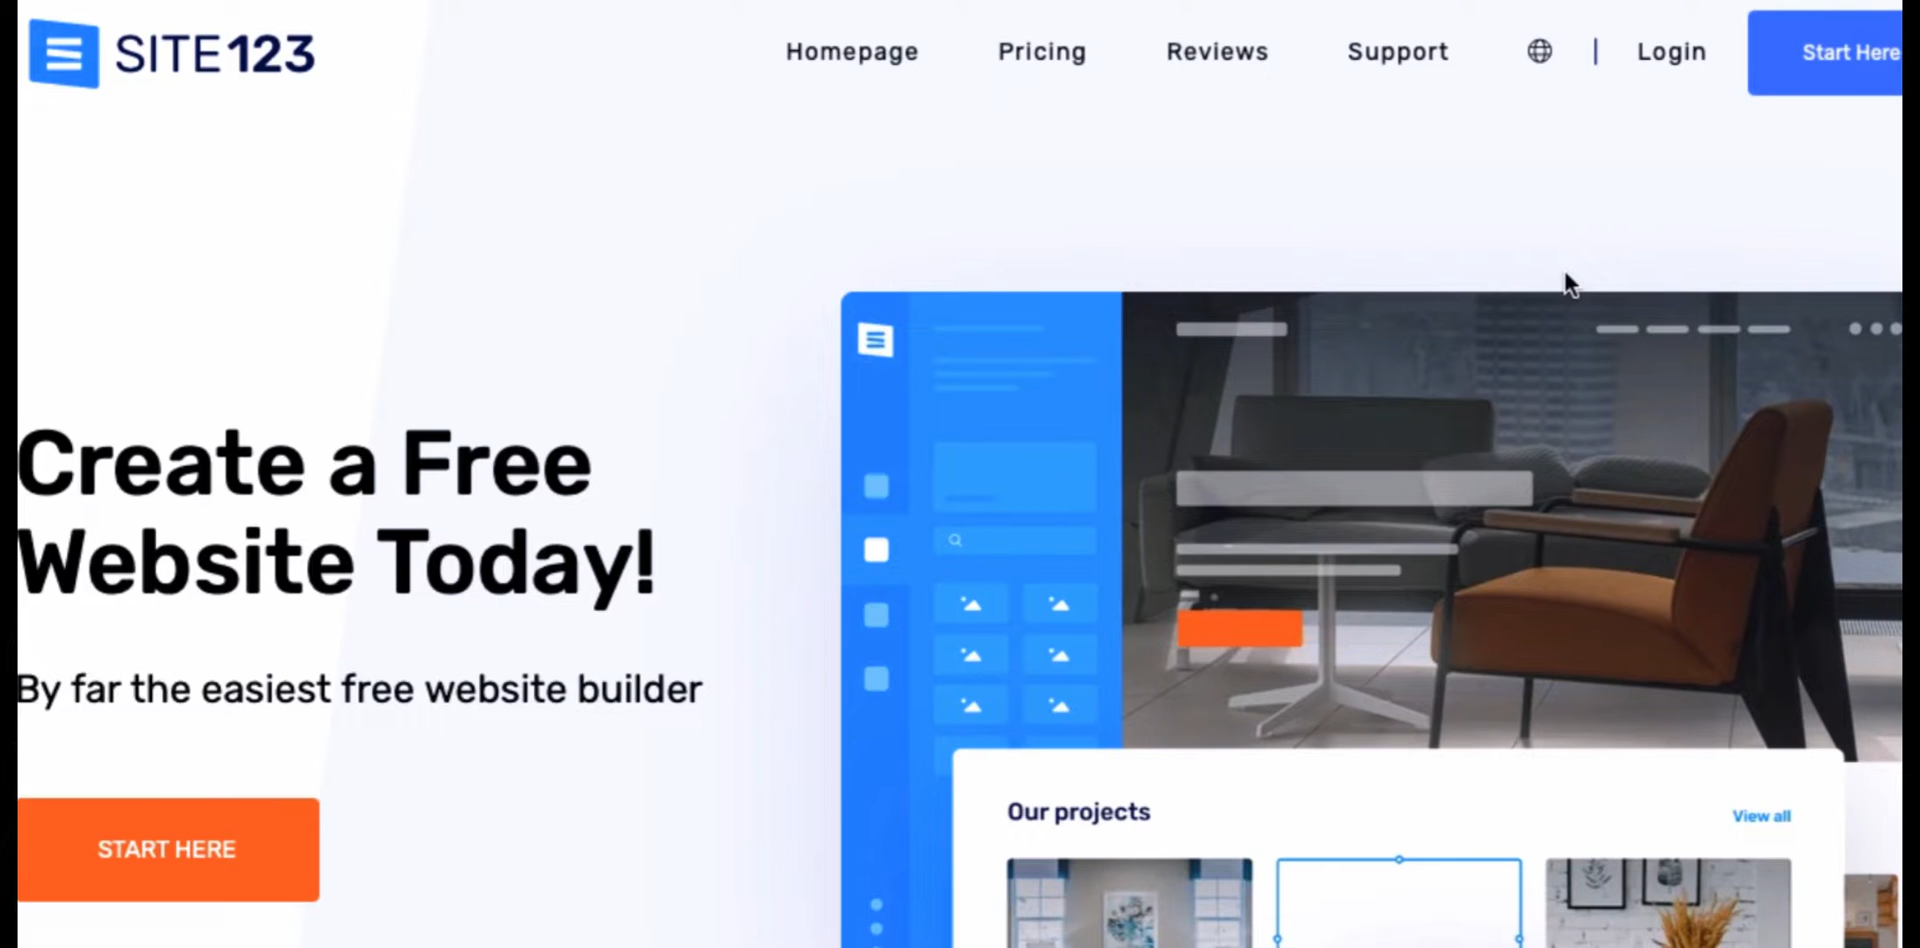 SITE123
Homepage
Pricing
Reviews
Support
Login
Start Here
Create a Free
Website Today!
By far the easiest free website builder
START HERE
Our projects
View all